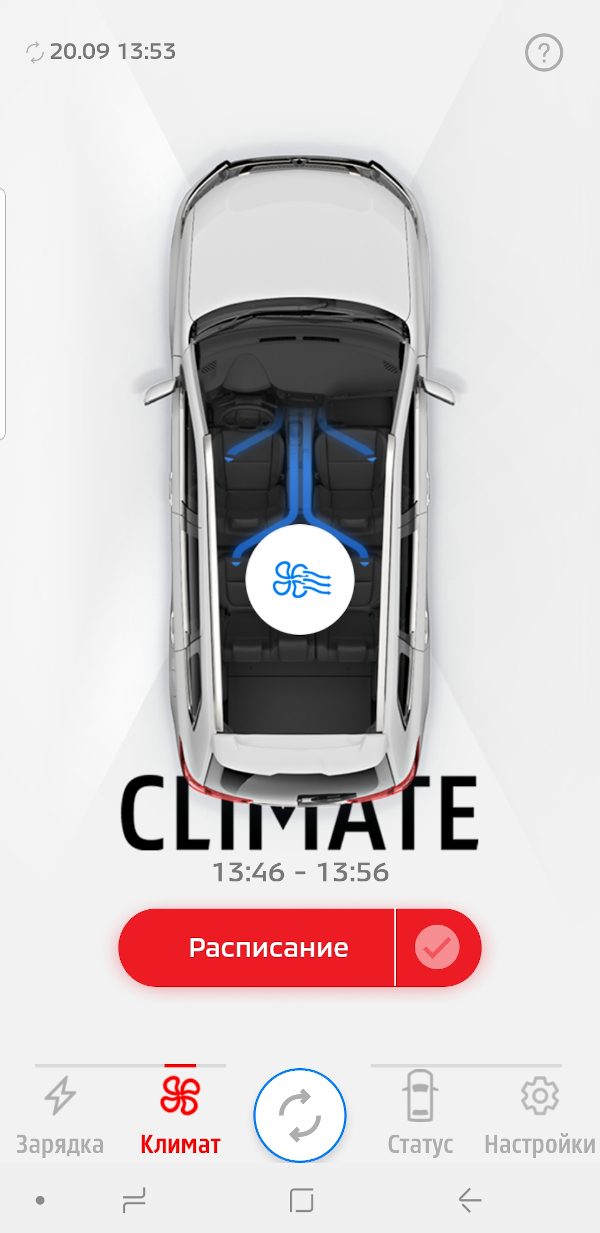 20.09 13:53
?
CLIMATE
13:46 - 13:56
Расписание
Зарядка
Климат
Статус
Настройки